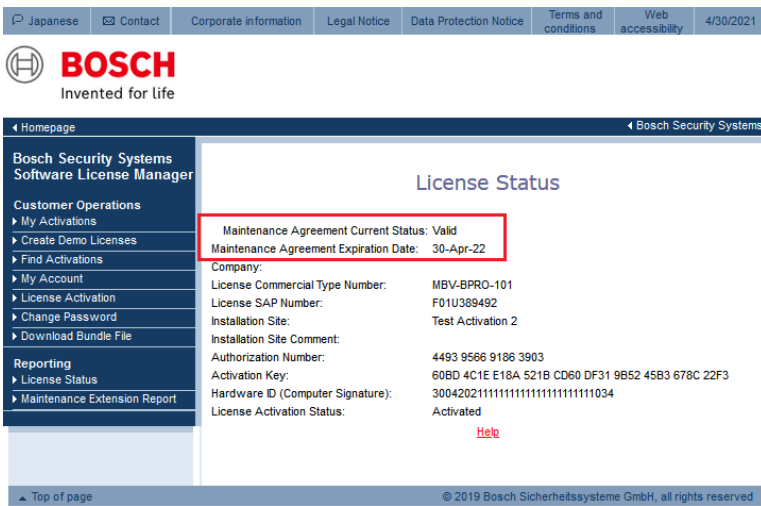 Japanese Contact Corporate information Legal Notice Data Protection Notice Terms and conditions Web accessibility 4/30/2021
BOSCH
Invented for life
Homepage Bosch Security Systems
Bosch Security Systems
Software License Manager
Customer Operations
My Activations
Create Demo Licenses
Find Activations
My Account
License Activation
Change Password
Download Bundle File
Reporting
License Status
Maintenance Extension Report
License Status
Maintenance Agreement Current Status: Valid
Maintenance Agreement Expiration Date: 30-Apr-22
Company:
License Commercial Type Number: MBV-BPRO-101
License SAP Number: F01U389492
Installation Site: Test Activation 2
Installation Site Comment:
Authorization Number: 4493 9566 9186 3903
Activation Key: 60BD 4C1E E18A 521B CD60 DF31 9B52 45B3 678C 22F3
Hardware ID (Computer Signature):
License Activation Status: Activated
Help
Top of page © 2019 Bosch Sicherheitssysteme GmbH, all rights reserved